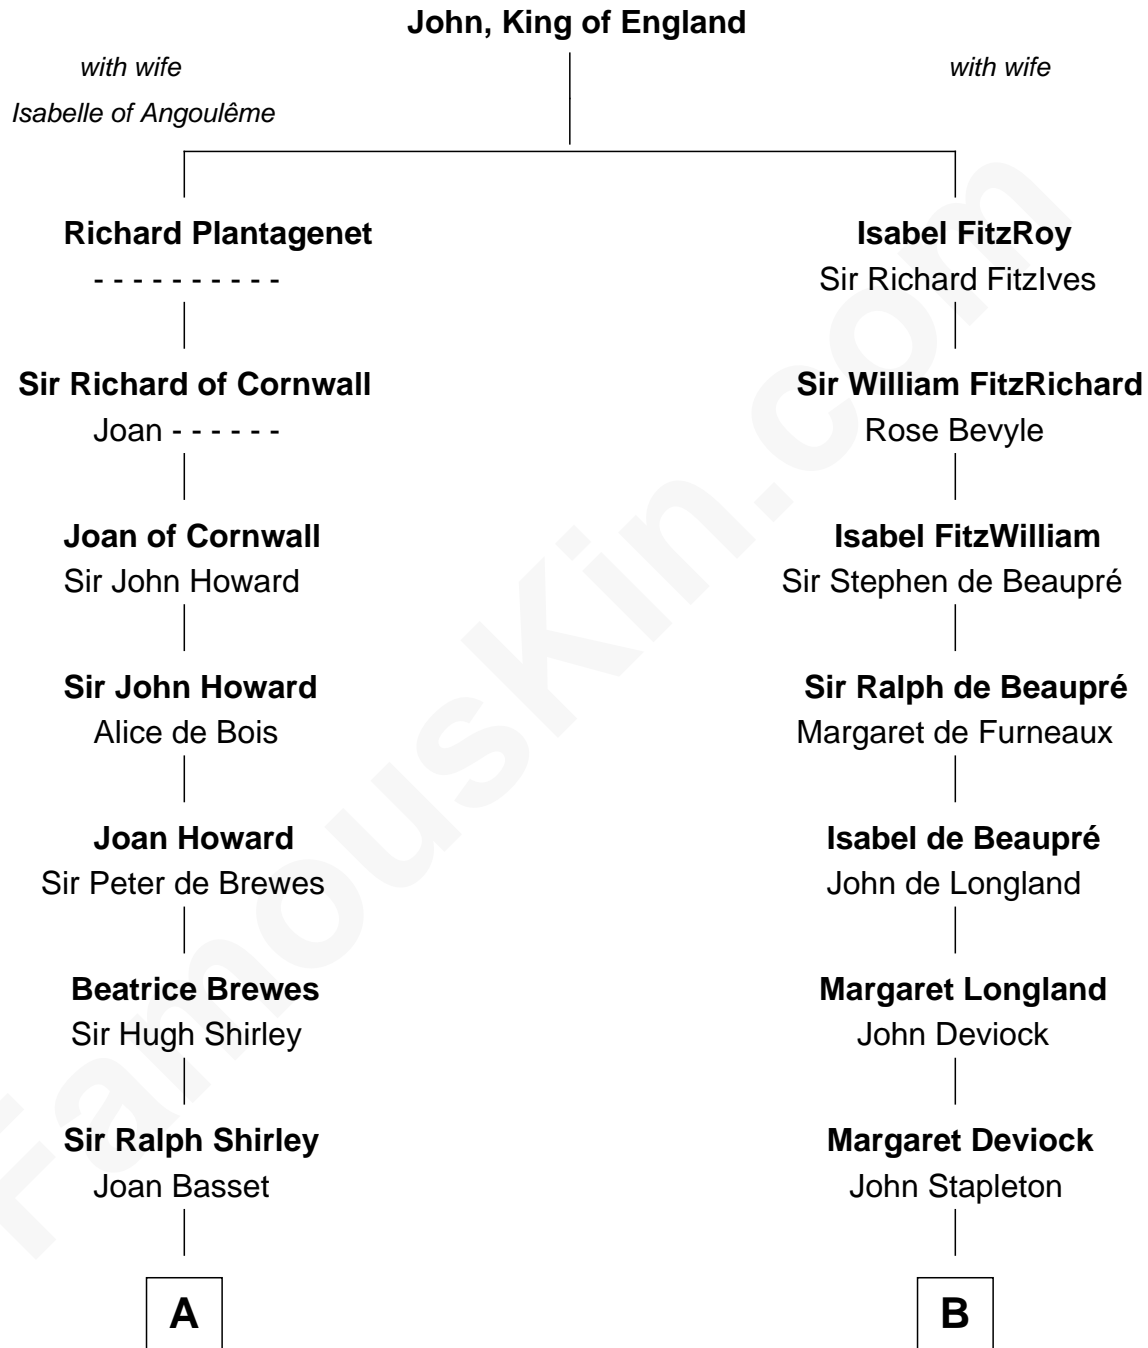 John, King of England
with wife
Isabelle of Angoulême
with wife
Richard Plantagenet
- - - - - - - - - -
Isabel FitzRoy
Sir Richard FitzIves
Sir Richard of Cornwall
Joan - - - - - -
Sir William FitzRichard
Rose Bevyle
Joan of Cornwall
Sir John Howard
Isabel FitzWilliam
Sir Stephen de Beaupré
Sir John Howard
Alice de Bois
Sir Ralph de Beaupré
Margaret de Furneaux
Joan Howard
Sir Peter de Brewes
Isabel de Beaupré
John de Longland
Beatrice Brewes
Sir Hugh Shirley
Margaret Longland
John Deviock
Sir Ralph Shirley
Joan Basset
Margaret Deviock
John Stapleton
A
B
FamousKin.com